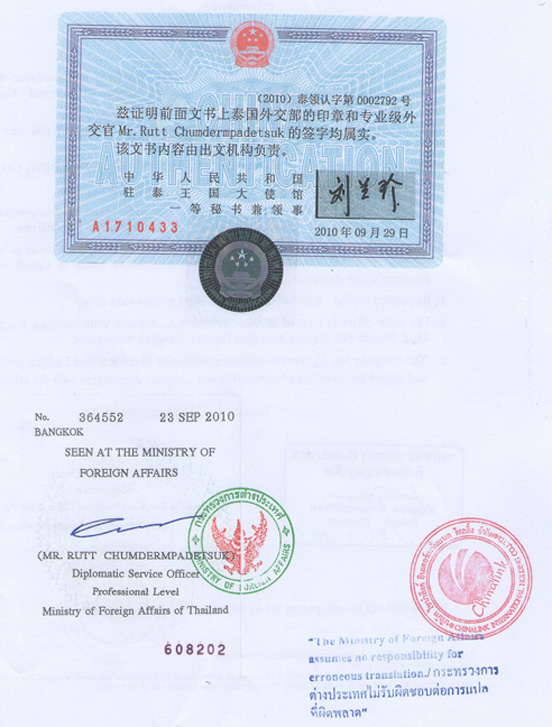 (2010) 泰领认字第 0002792 号
兹证明前面文书上泰国外交部的印章和专业级外
交官 Mr. Rutt Chumdermpadetsuk 的签字均属实。
该文书内容由出文机构负责。
AUTHENTICATION
中华人民共和国
驻泰王国大使馆
一等秘书兼领事
刘
A1710433
2010 年 09 月 29 日
No. 364552 23 SEP 2010
BANGKOK
SEEN AT THE MINISTRY OF
FOREIGN AFFAIRS
กระทรวงการต่างประเทศ
MINISTRY OF FOREIGN AFFAIRS
(MR. RUTT CHUMDERMPADETSUK)
Diplomatic Service Officer
Professional Level
Ministry of Foreign Affairs of Thailand
608202
Chinalink
"The Ministry of Foreign Affairs
assumes no responsibility for
erroneous translation./ กระทรวงการ
ต่างประเทศไม่รับผิดชอบต่อการแปล
ที่ผิดพลาด"